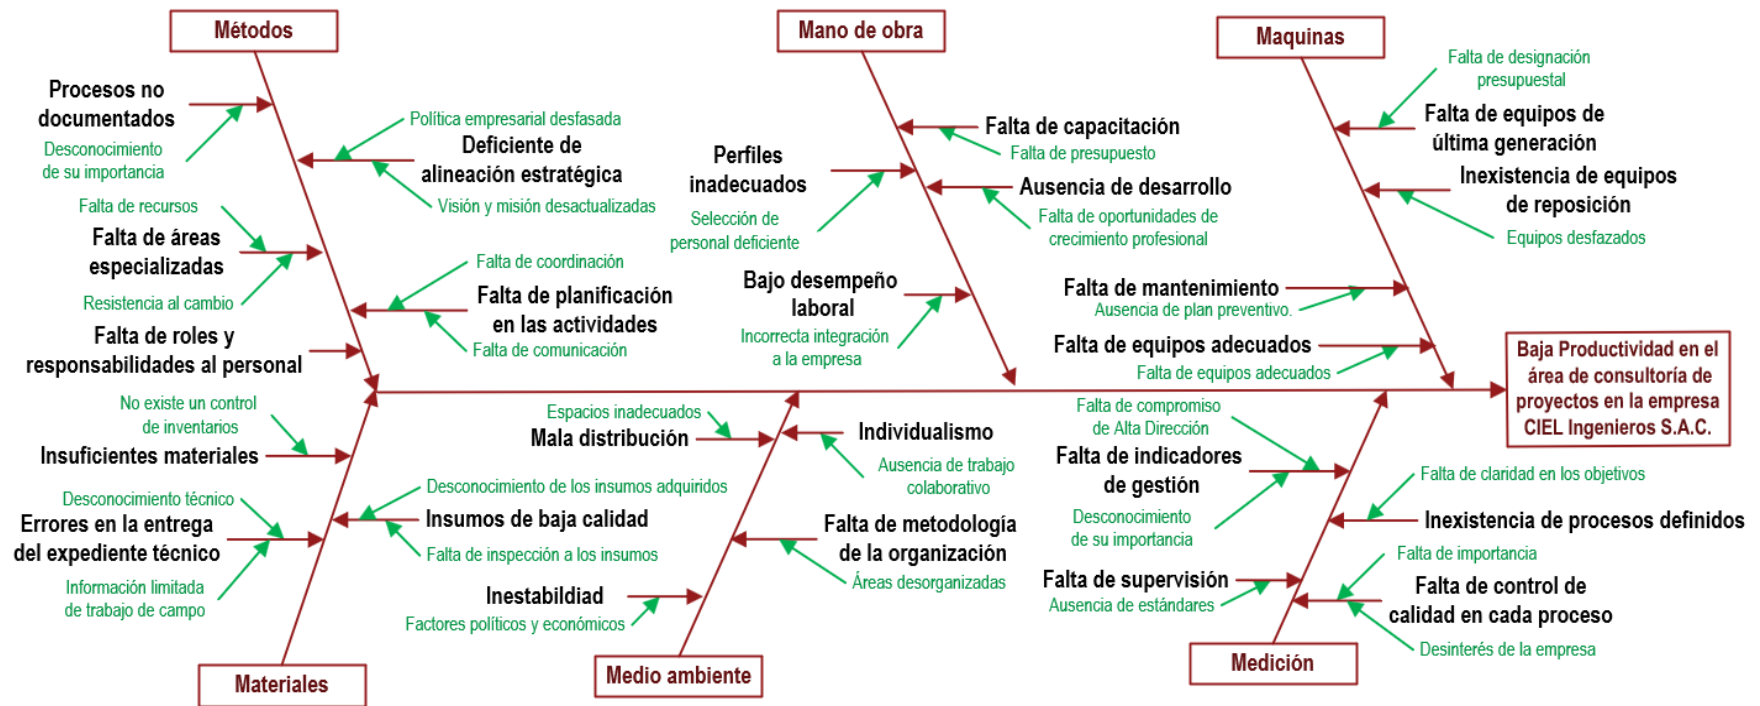 Métodos
Procesos no
documentados
Desconocimiento
de su importancia
Política empresarial desfasada
Deficiente de
alineación estratégica
Visión y misión desactualizadas
Falta de recursos
Falta de áreas
especializadas
Resistencia al cambio
Falta de coordinación
Falta de planificación
en las actividades
Falta de comunicación
Falta de roles y
responsabilidades al personal
Mano de obra
Falta de capacitación
Falta de presupuesto
Perfiles
inadecuados
Selección de
personal deficiente
Ausencia de desarrollo
Falta de oportunidades de
crecimiento profesional
Bajo desempeño
laboral
Incorrecta integración
a la empresa
Maquinas
Falta de designación
presupuestal
Falta de equipos de
última generación
Inexistencia de equipos
de reposición
Equipos desfazados
Falta de mantenimiento
Ausencia de plan preventivo.
Falta de equipos adecuados
Falta de equipos adecuados
Baja Productividad en el
área de consultoría de
proyectos en la empresa
CIEL Ingenieros S.A.C.
No existe un control
de inventarios
Insuficientes materiales
Desconocimiento técnico
Errores en la entrega
del expediente técnico
Información limitada
de trabajo de campo
Desconocimiento de los insumos adquiridos
Insumos de baja calidad
Falta de inspección a los insumos
Materiales
Espacios inadecuados
Mala distribución
Individualismo
Ausencia de trabajo
colaborativo
Falta de metodología
de la organización
Áreas desorganizadas
Inestabildiad
Factores políticos y económicos
Medio ambiente
Falta de compromiso
de Alta Dirección
Falta de indicadores
de gestión
Desconocimiento
de su importancia
Falta de claridad en los objetivos
Inexistencia de procesos definidos
Falta de supervisión
Ausencia de estándares
Falta de importancia
Falta de control de
calidad en cada proceso
Desinterés de la empresa
Medición